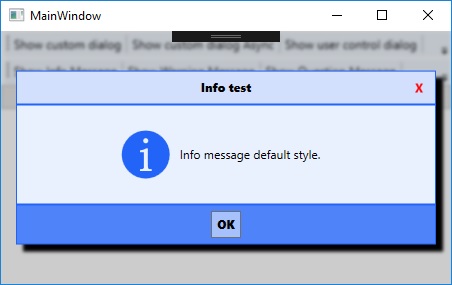 MainWindow
Show custom dialog Show custom dialog Async Show user control dialog
Show Info Message Show Warning Message Show Question Message
Info test
X
i
Info message default style.
OK